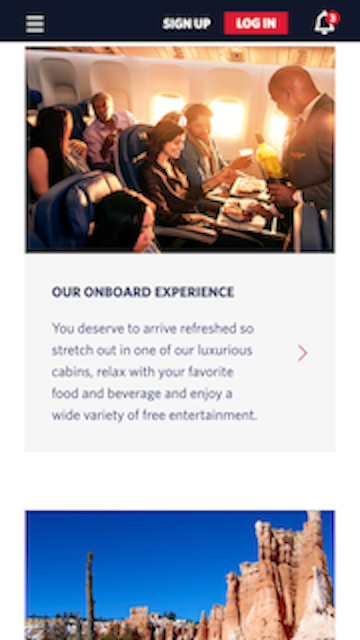 SIGN UP
LOG IN
3
OUR ONBOARD EXPERIENCE
You deserve to arrive refreshed so
stretch out in one of our luxurious
cabins, relax with your favorite
food and beverage and enjoy a
wide variety of free entertainment.